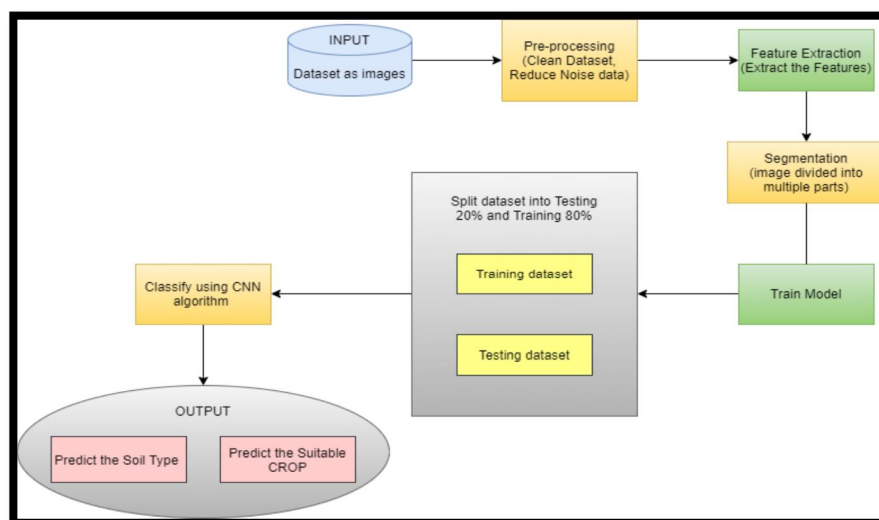 INPUT
Dataset as images
Pre-processing
(Clean Dataset,
Reduce Noise data)
Feature Extraction
(Extract the Features)
Segmentation
(image divided into
multiple parts)
Train Model
Split dataset into Testing
20% and Training 80%
Training dataset
Testing dataset
Classify using CNN
algorithm
OUTPUT
Predict the Soil Type
Predict the Suitable
CROP